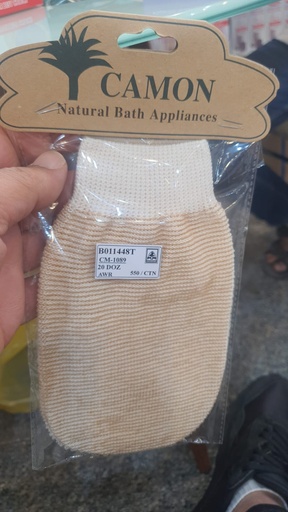 CAMON
Natural Bath Appliances
B011448T
CM-1089
20 DOZ
AWR 550 / CTN